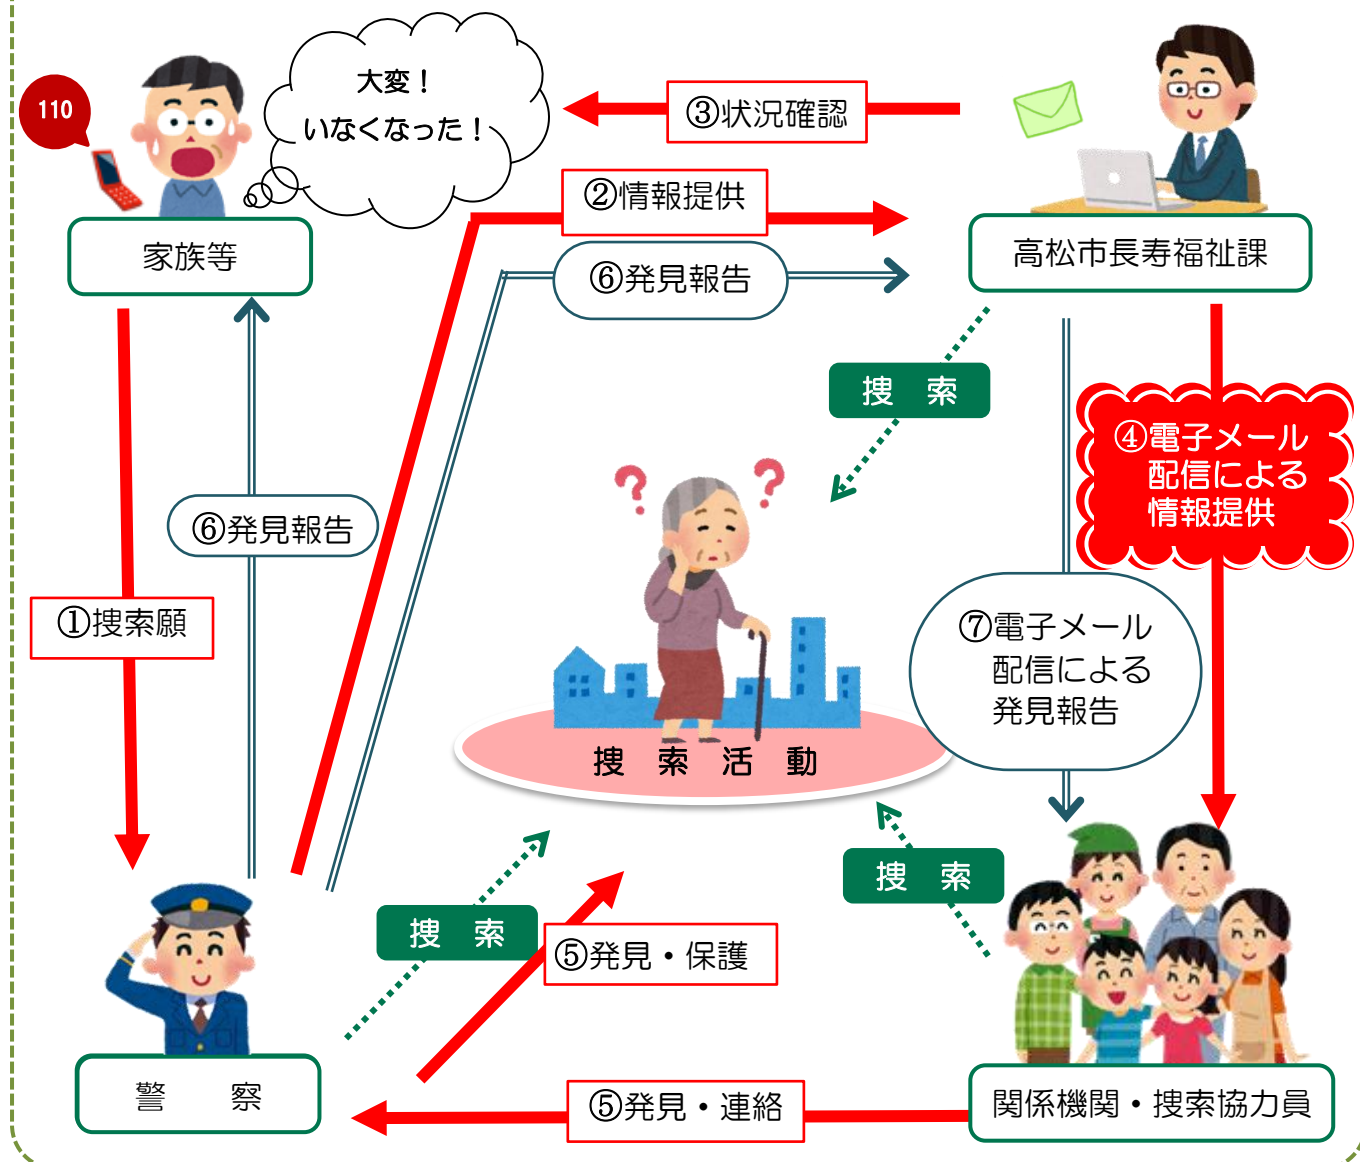 110
大変！
いなくなった！
③状況確認
②情報提供
家族等
高松市長寿福祉課
⑥発見報告
捜　索
④電子メール
配信による
情報提供
⑥発見報告
①捜索願
⑦電子メール
配信による
発見報告
捜　索　活　動
捜　索
捜　索
⑤発見・保護
警　　察
⑤発見・連絡
関係機関・捜索協力員